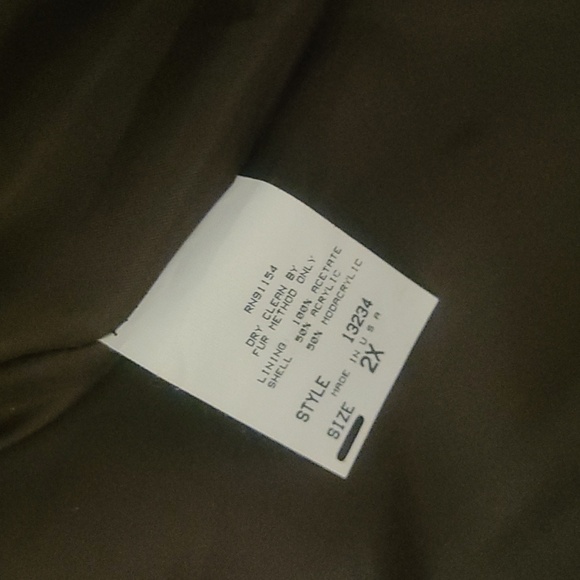 RN91154
DRY CLEAN BY
FUR METHOD ONLY
LINING 100% ACETATE
SHELL 50% ACRYLIC
50% MODACRYLIC
STYLE 13234
MADE IN U S A
SIZE 2X